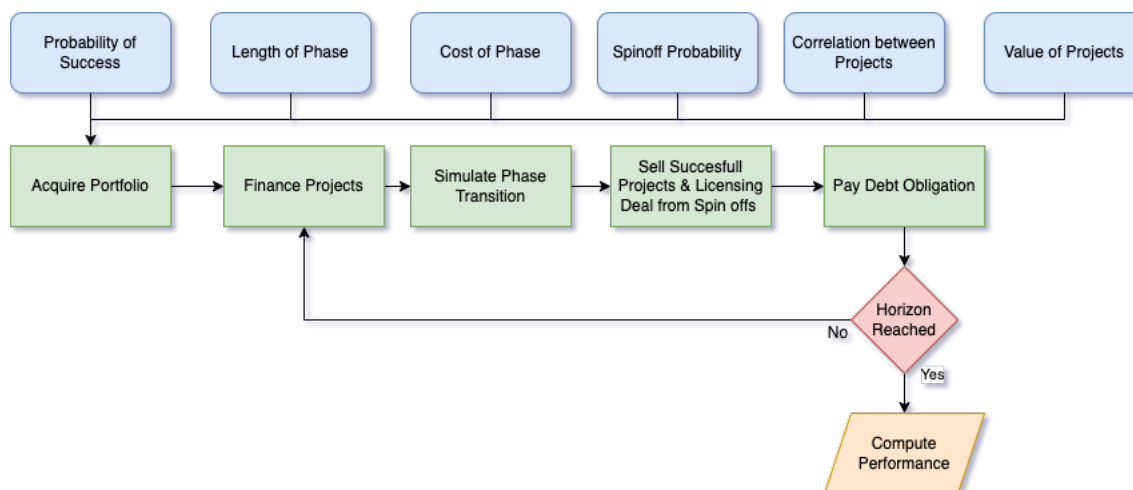 Probability of
Success
Length of Phase
Cost of Phase
Spinoff Probability
Correlation between
Projects
Value of Projects
Acquire Portfolio
Finance Projects
Simulate Phase
Transition
Sell Succesfull
Projects & Licensing
Deal from Spin offs
Pay Debt Obligation
Horizon
Reached
No
Yes
Compute
Performance